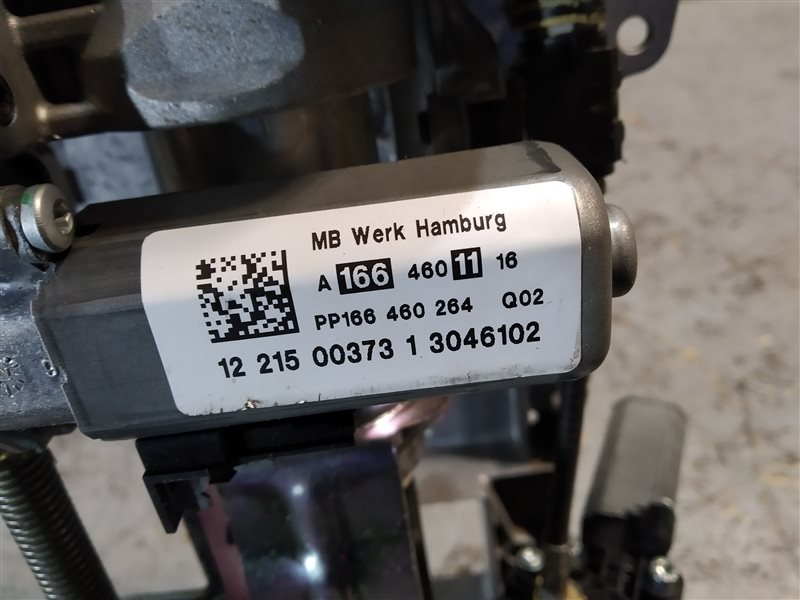 MB Werk Hamburg
A 166 460 11 16
PP166 460 264 Q02
12 215 00373 1 3046102